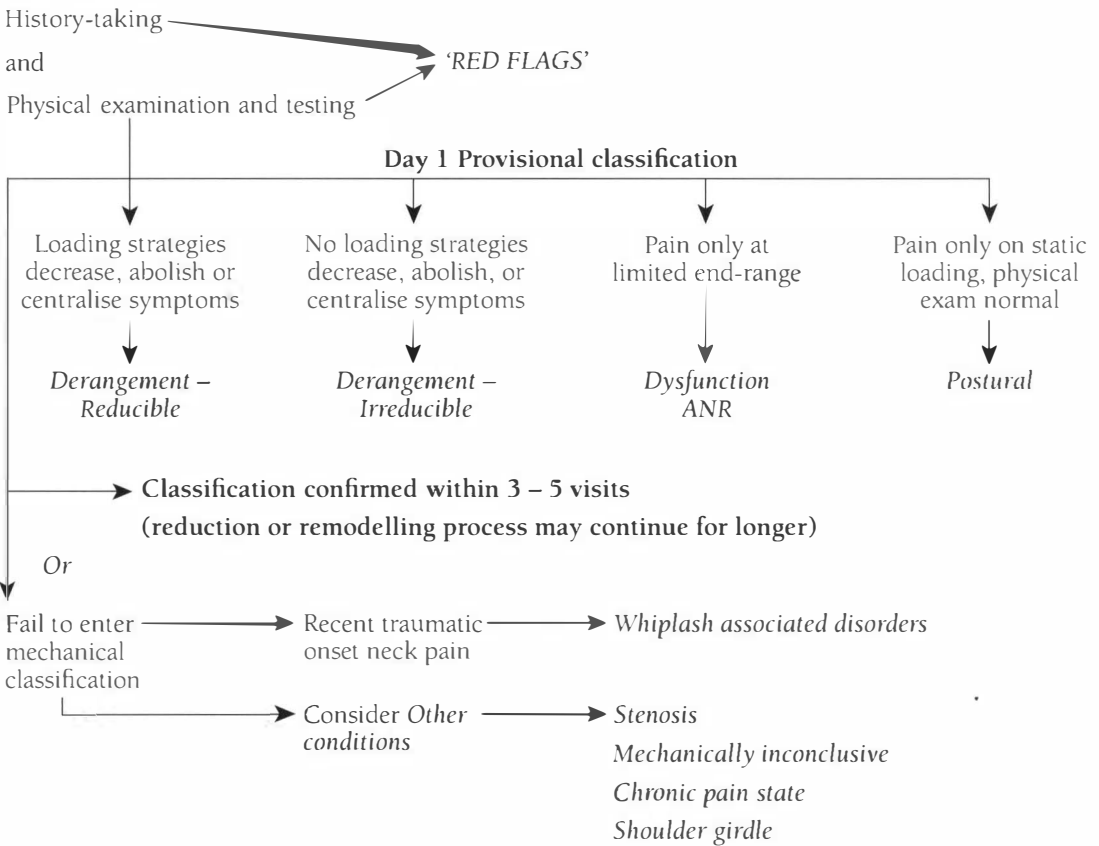 History-taking
and
'RED FLAGS'
Physical examination and testing
Day 1 Provisional classification
Loading strategies
decrease, abolish or
centralise symptoms
No loading strategies
decrease, abolish, or
centralise symptoms
Pain only at
limited end-range
Pain only on static
loading, physical
exam normal
Derangement –
Reducible
Derangement –
Irreducible
Dysfunction
ANR
Postural
Classification confirmed within 3 – 5 visits
(reduction or remodelling process may continue for longer)
Or
Fail to enter
mechanical
classification
Recent traumatic
onset neck pain
Whiplash associated disorders
Consider Other
conditions
Stenosis
Mechanically inconclusive
Chronic pain state
Shoulder girdle